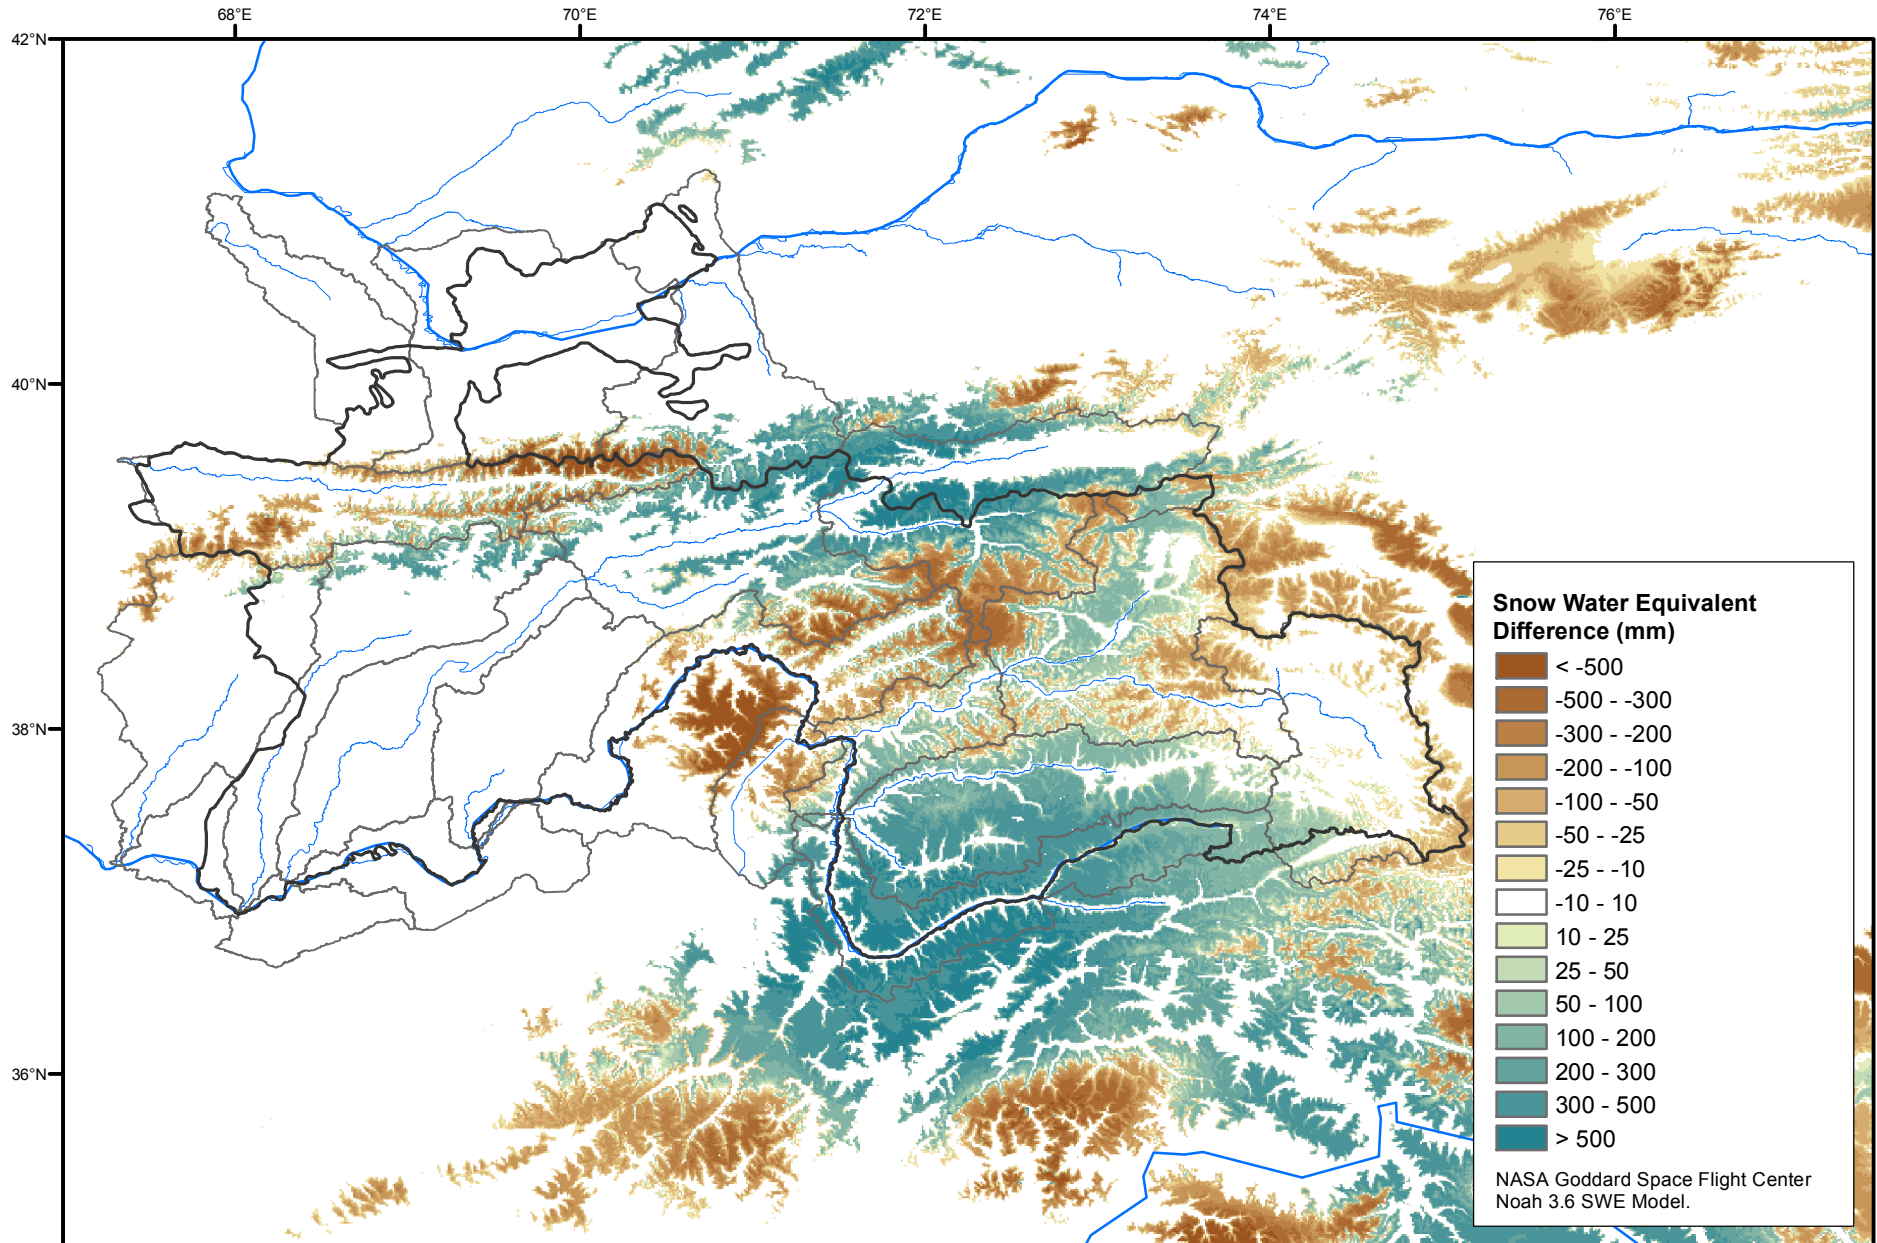 68°E 70°E 72°E 74°E 76°E
42°N
40°N
38°N
36°N
Snow Water Equivalent
Difference (mm)
< -500
-500 - -300
-300 - -200
-200 - -100
-100 - -50
-50 - -25
-25 - -10
-10 - 10
10 - 25
25 - 50
50 - 100
100 - 200
200 - 300
300 - 500
> 500
NASA Goddard Space Flight Center
Noah 3.6 SWE Model.